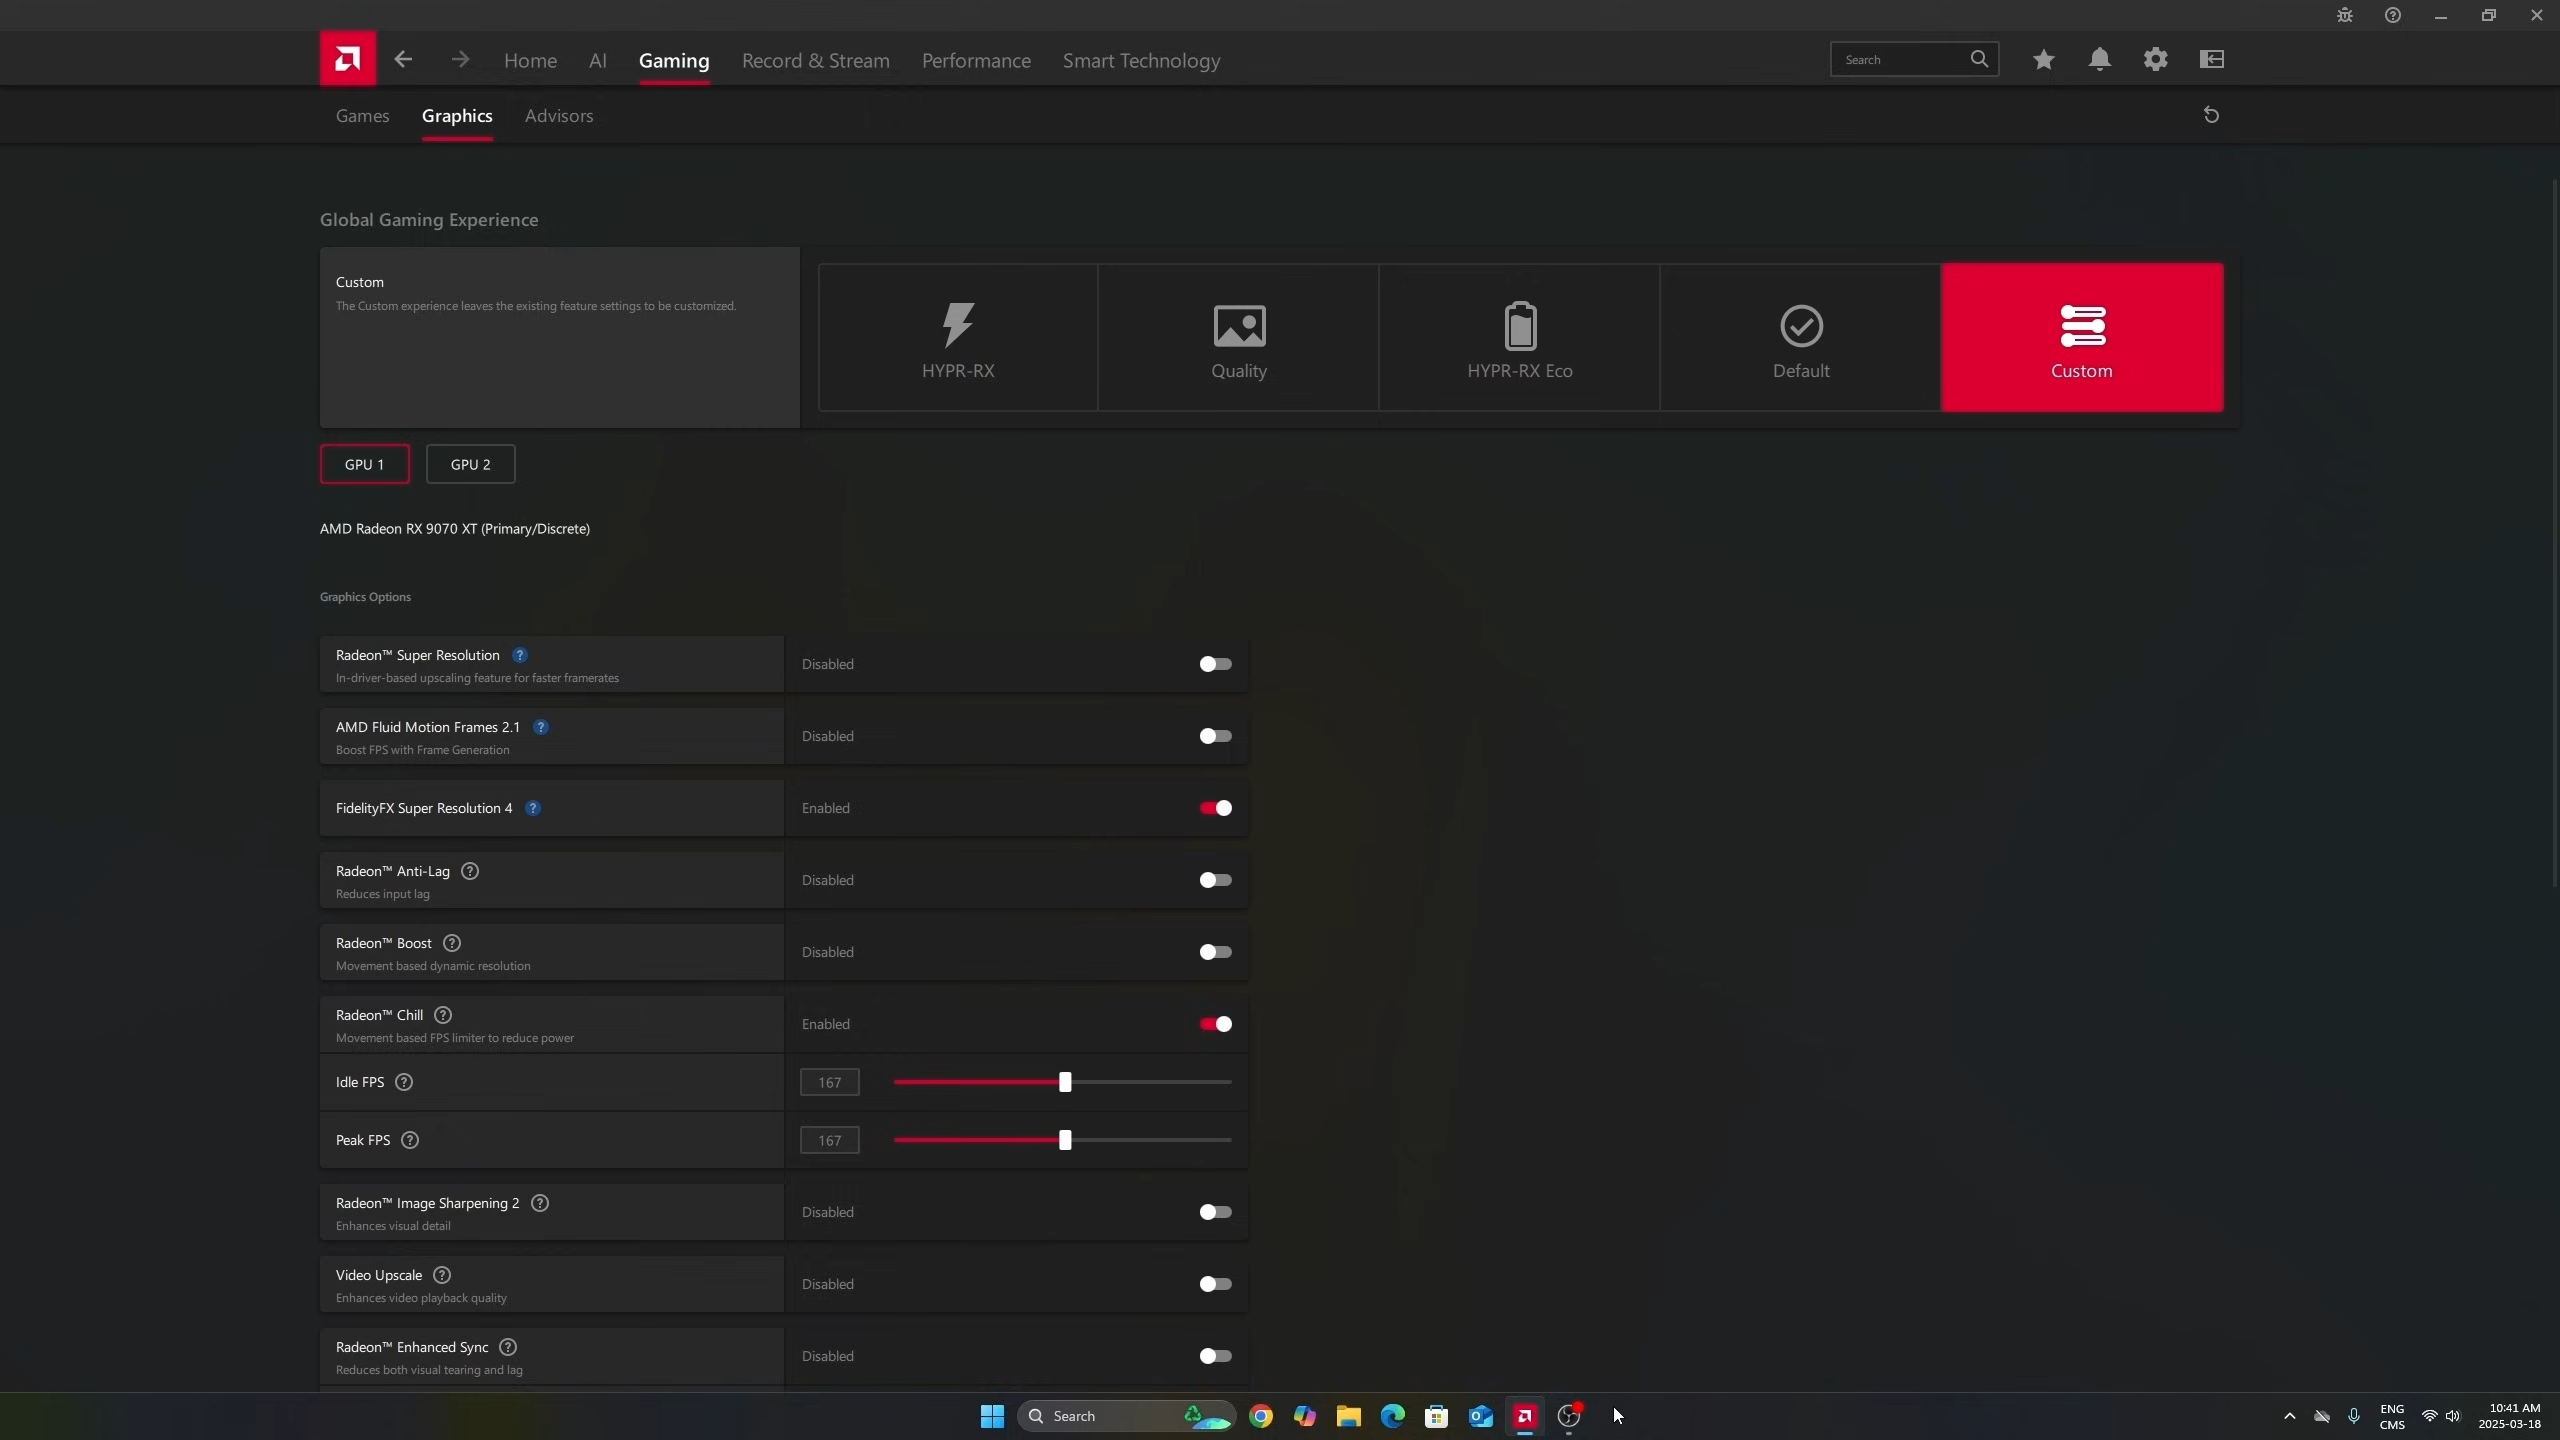 Home AI Gaming Record & Stream Performance Smart Technology Search
Games Graphics Advisors
Global Gaming Experience
Custom
The Custom experience leaves the existing feature settings to be customized.
HYPR-RX Quality HYPR-RX Eco Default Custom
GPU 1 GPU 2
AMD Radeon RX 9070 XT (Primary/Discrete)
Graphics Options
Radeon™ Super Resolution ?
In-driver-based upscaling feature for faster framerates
Disabled
AMD Fluid Motion Frames 2.1 ?
Boost FPS with Frame Generation
Disabled
FidelityFX Super Resolution 4 ?
Enabled
Radeon™ Anti-Lag ?
Reduces input lag
Disabled
Radeon™ Boost ?
Movement based dynamic resolution
Disabled
Radeon™ Chill ?
Movement based FPS limiter to reduce power
Enabled
Idle FPS ? 167
Peak FPS ? 167
Radeon™ Image Sharpening 2 ?
Enhances visual detail
Disabled
Video Upscale ?
Enhances video playback quality
Disabled
Radeon™ Enhanced Sync ?
Reduces both visual tearing and lag
Disabled
Search
ENG
CMS
10:41 AM
2025-03-18